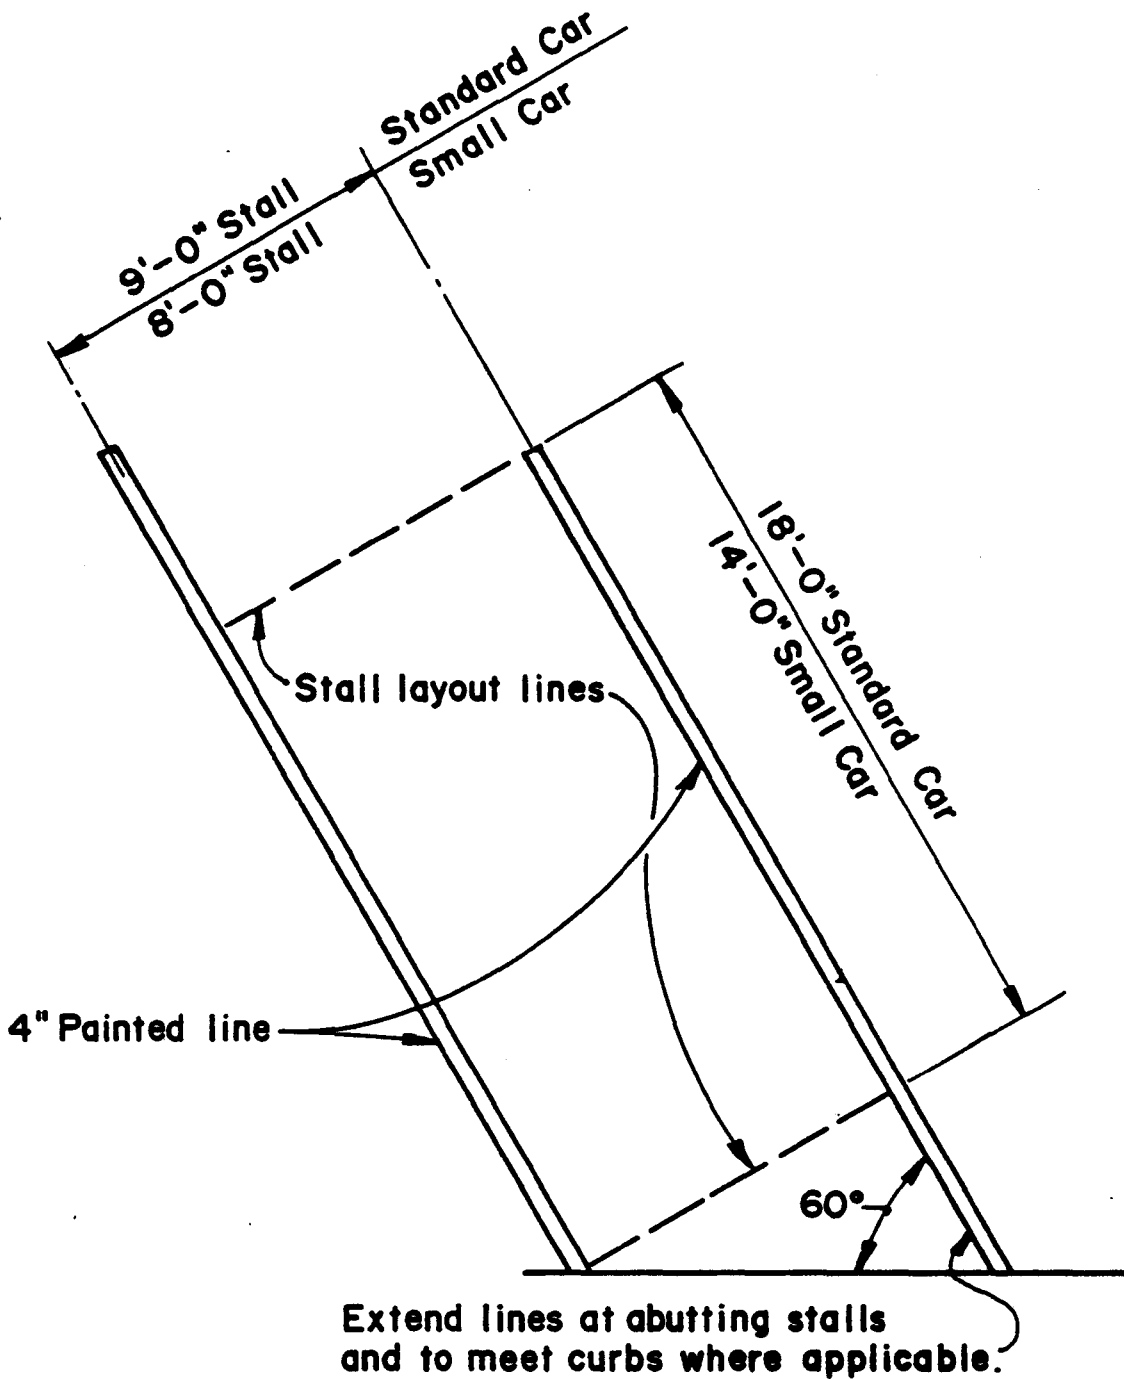 Standard Car
Small Car
9'-0" Stall
8'-0" Stall
18'-0" Standard Car
14'-0" Small Car
Stall layout lines
4" Painted line
60°
Extend lines at abutting stalls
and to meet curbs where applicable.